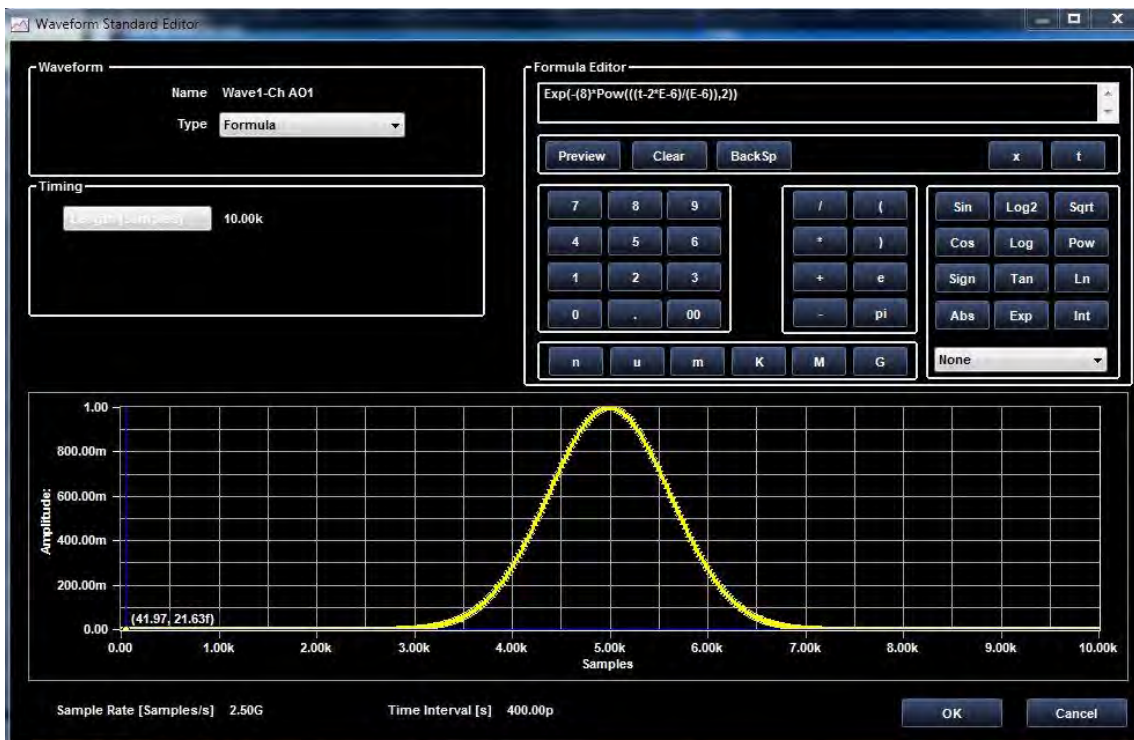 Waveform Standard Editor
Waveform
Name Wave1-Ch AO1
Type Formula
Timing
Length [samples] 10.00k
Formula Editor
Exp(-(8)*Pow(((t-2*E-6)/(E-6)),2))
Preview Clear BackSp x t
7 8 9 / ( Sin Log2 Sqrt
4 5 6 * ) Cos Log Pow
1 2 3 + e Sign Tan Ln
0 . 00 - pi Abs Exp Int
n u m K M G None
1.00
800.00m
600.00m
400.00m
200.00m
0.00
Amplitude:
(41.97, 21.63f)
0.00 1.00k 2.00k 3.00k 4.00k 5.00k 6.00k 7.00k 8.00k 9.00k 10.00k
Samples
Sample Rate [Samples/s] 2.50G Time Interval [s] 400.00p OK Cancel